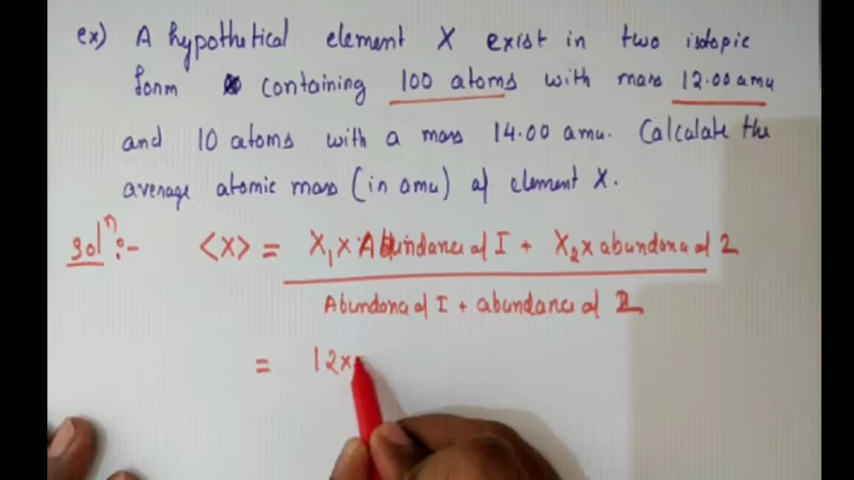 ex) A hypothetical element X exist in two isotopic
form containing 100 atoms with mass 12.00 amu
and 10 atoms with a mass 14.00 amu. Calculate the
average atomic mass (in amu) of element X.
Solⁿ:- <X> = X₁ x Abundance of I + X₂ x abundance of 2
Abundance of I + abundance of 2
= 12x